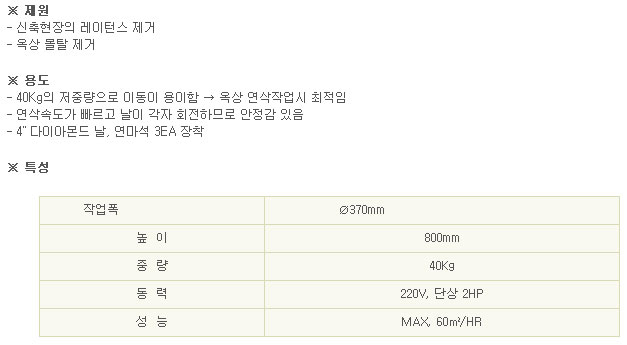 ※ 제원
- 신축현장의 레이턴스 제거
- 옥상 몰탈 제거
※ 용도
- 40Kg의 저중량으로 이동이 용이함 → 옥상 연삭작업시 최적임
- 연삭속도가 빠르고 날이 각자 회전하므로 안정감 있음
- 4" 다이아몬드 날, 연마석 3EA 장착
※ 특성
작업폭 ∅370mm
높 이 800mm
중 량 40Kg
동 력 220V, 단상 2HP
성 능 MAX, 60㎡/HR